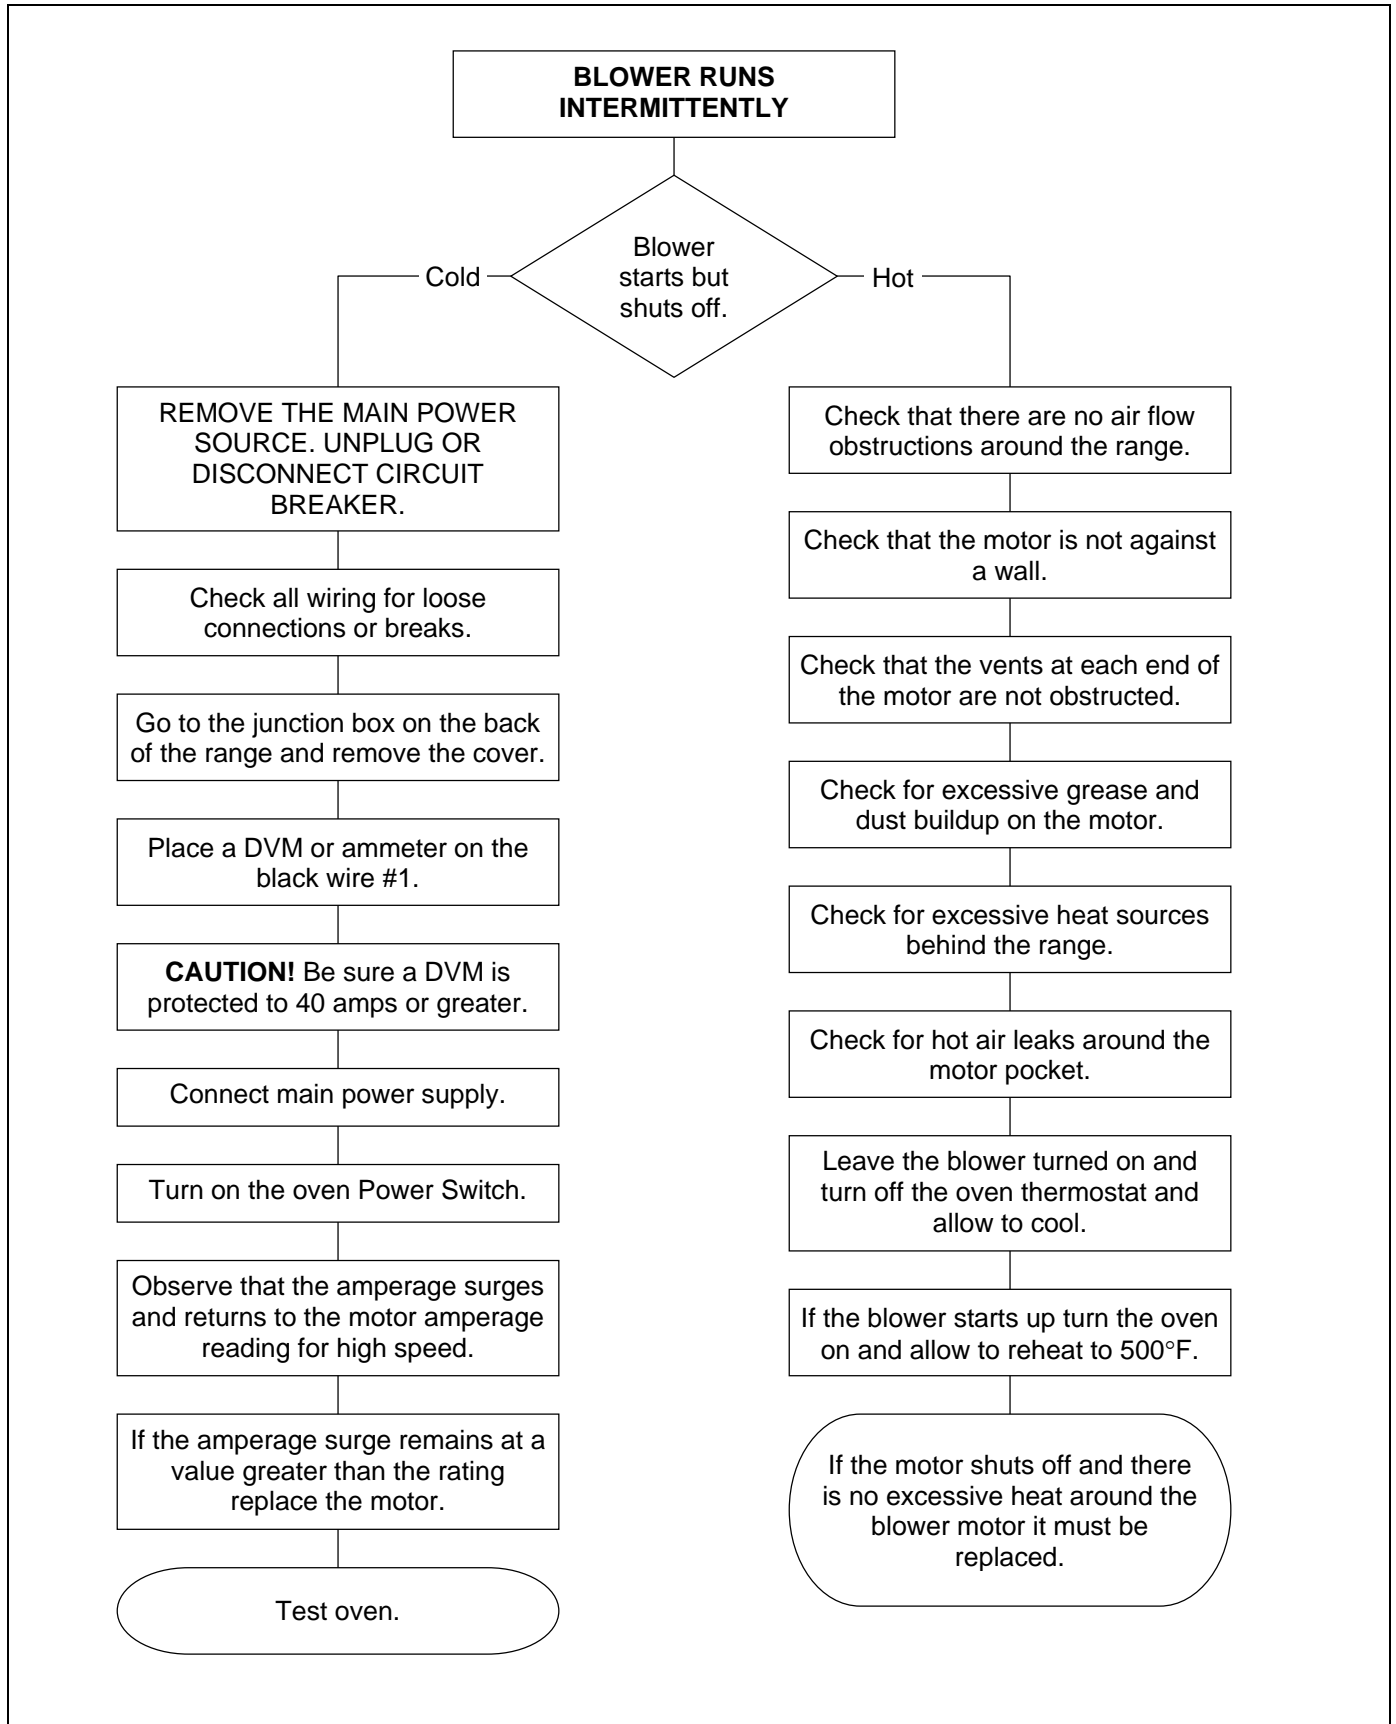 BLOWER RUNS
INTERMITTENTLY
Blower
starts but
shuts off.
Cold
Hot
REMOVE THE MAIN POWER
SOURCE. UNPLUG OR
DISCONNECT CIRCUIT
BREAKER.
Check all wiring for loose
connections or breaks.
Go to the junction box on the back
of the range and remove the cover.
Place a DVM or ammeter on the
black wire #1.
CAUTION! Be sure a DVM is
protected to 40 amps or greater.
Connect main power supply.
Turn on the oven Power Switch.
Observe that the amperage surges
and returns to the motor amperage
reading for high speed.
If the amperage surge remains at a
value greater than the rating
replace the motor.
Test oven.
Check that there are no air flow
obstructions around the range.
Check that the motor is not against
a wall.
Check that the vents at each end of
the motor are not obstructed.
Check for excessive grease and
dust buildup on the motor.
Check for excessive heat sources
behind the range.
Check for hot air leaks around the
motor pocket.
Leave the blower turned on and
turn off the oven thermostat and
allow to cool.
If the blower starts up turn the oven
on and allow to reheat to 500°F.
If the motor shuts off and there
is no excessive heat around the
blower motor it must be
replaced.